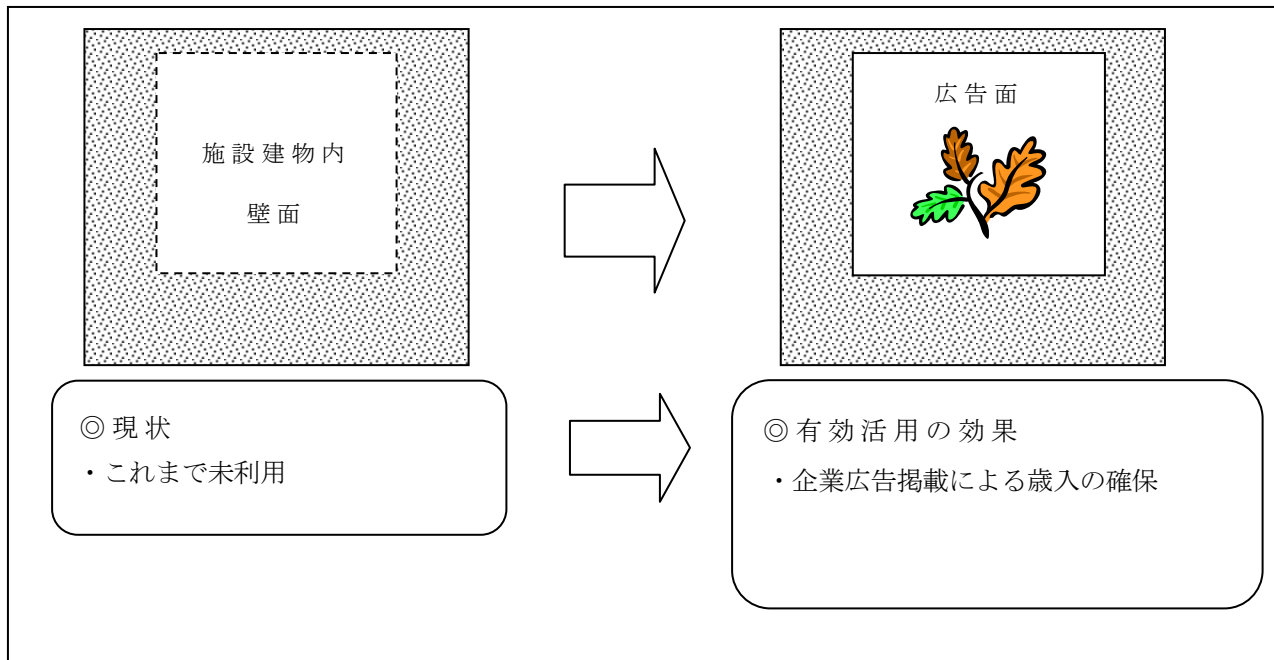 施設建物内
壁面
広告面
◎現状
・これまで未利用
◎有効活用の効果
・企業広告掲載による歳入の確保